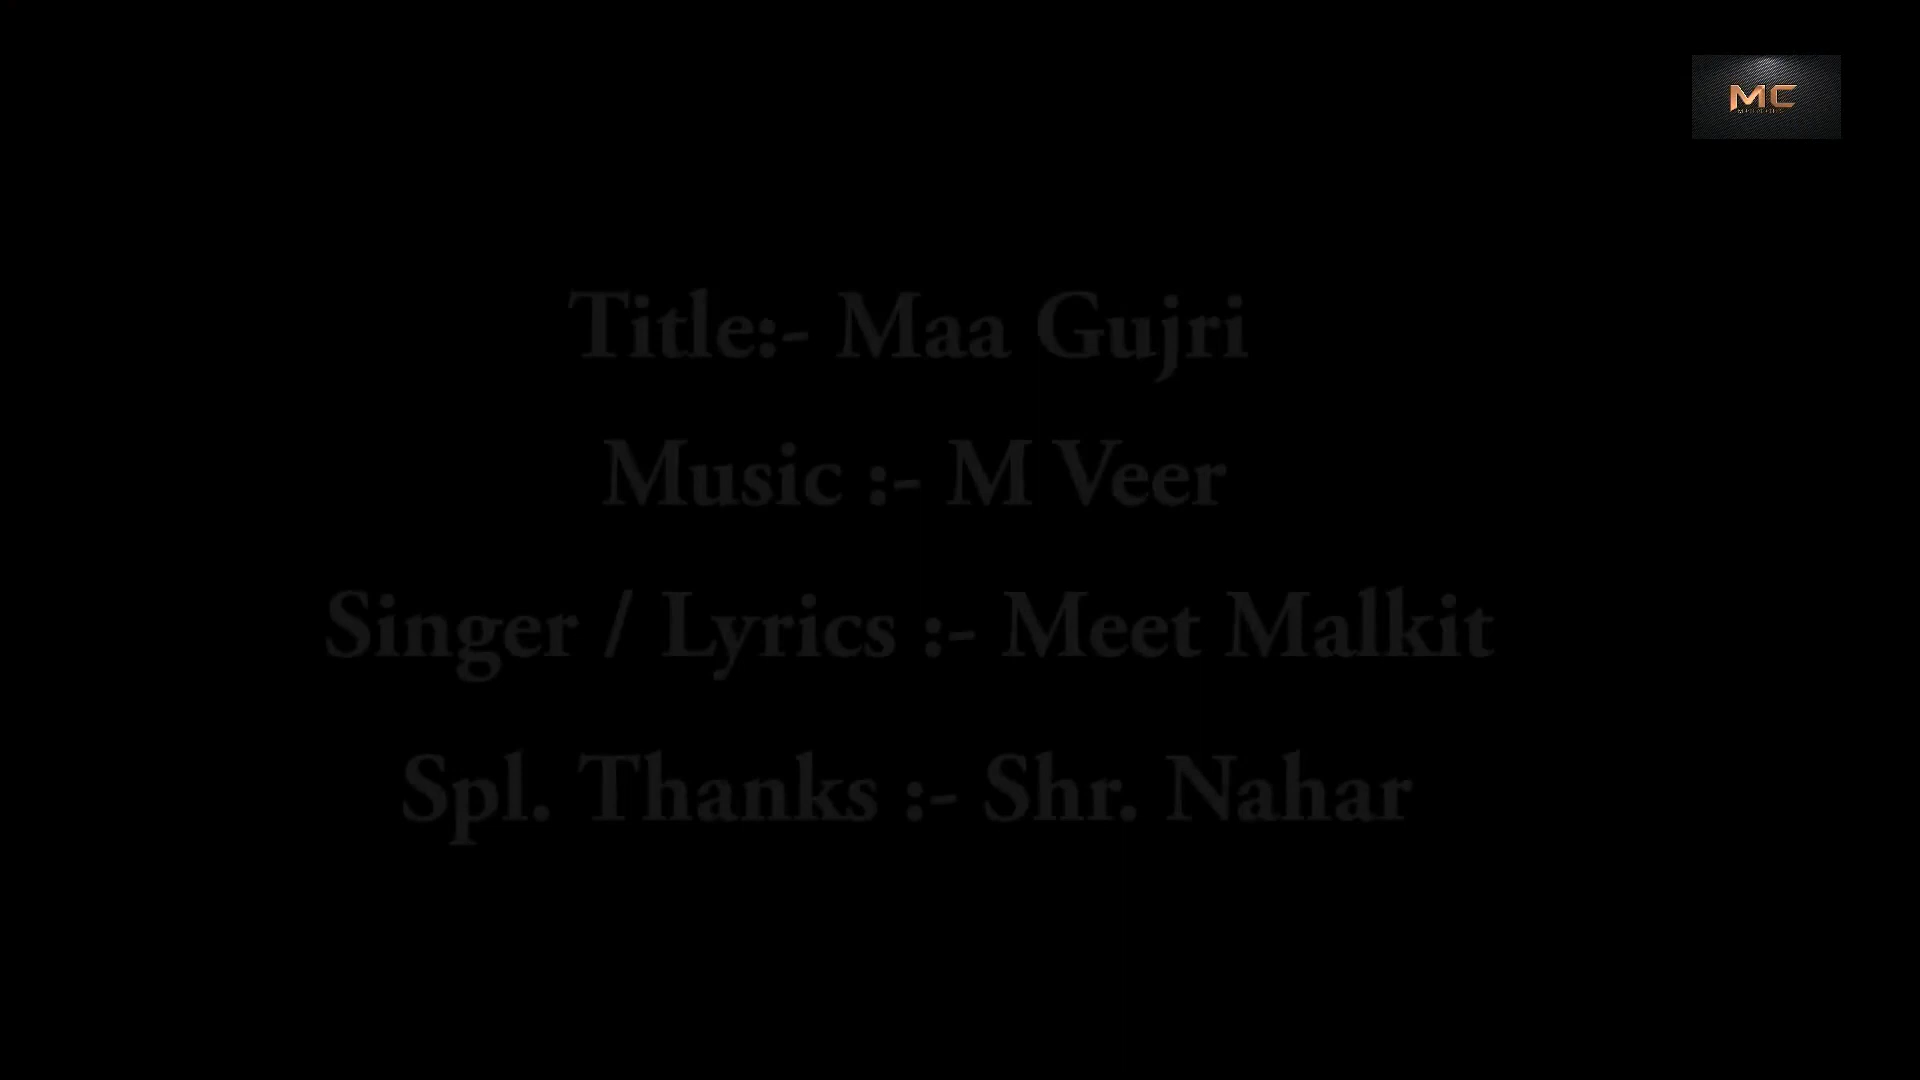 MC
Title:- Maa Gujri
Music :- M Veer
Singer / Lyrics :- Meet Malkit
Spl. Thanks :- Shr. Nahar